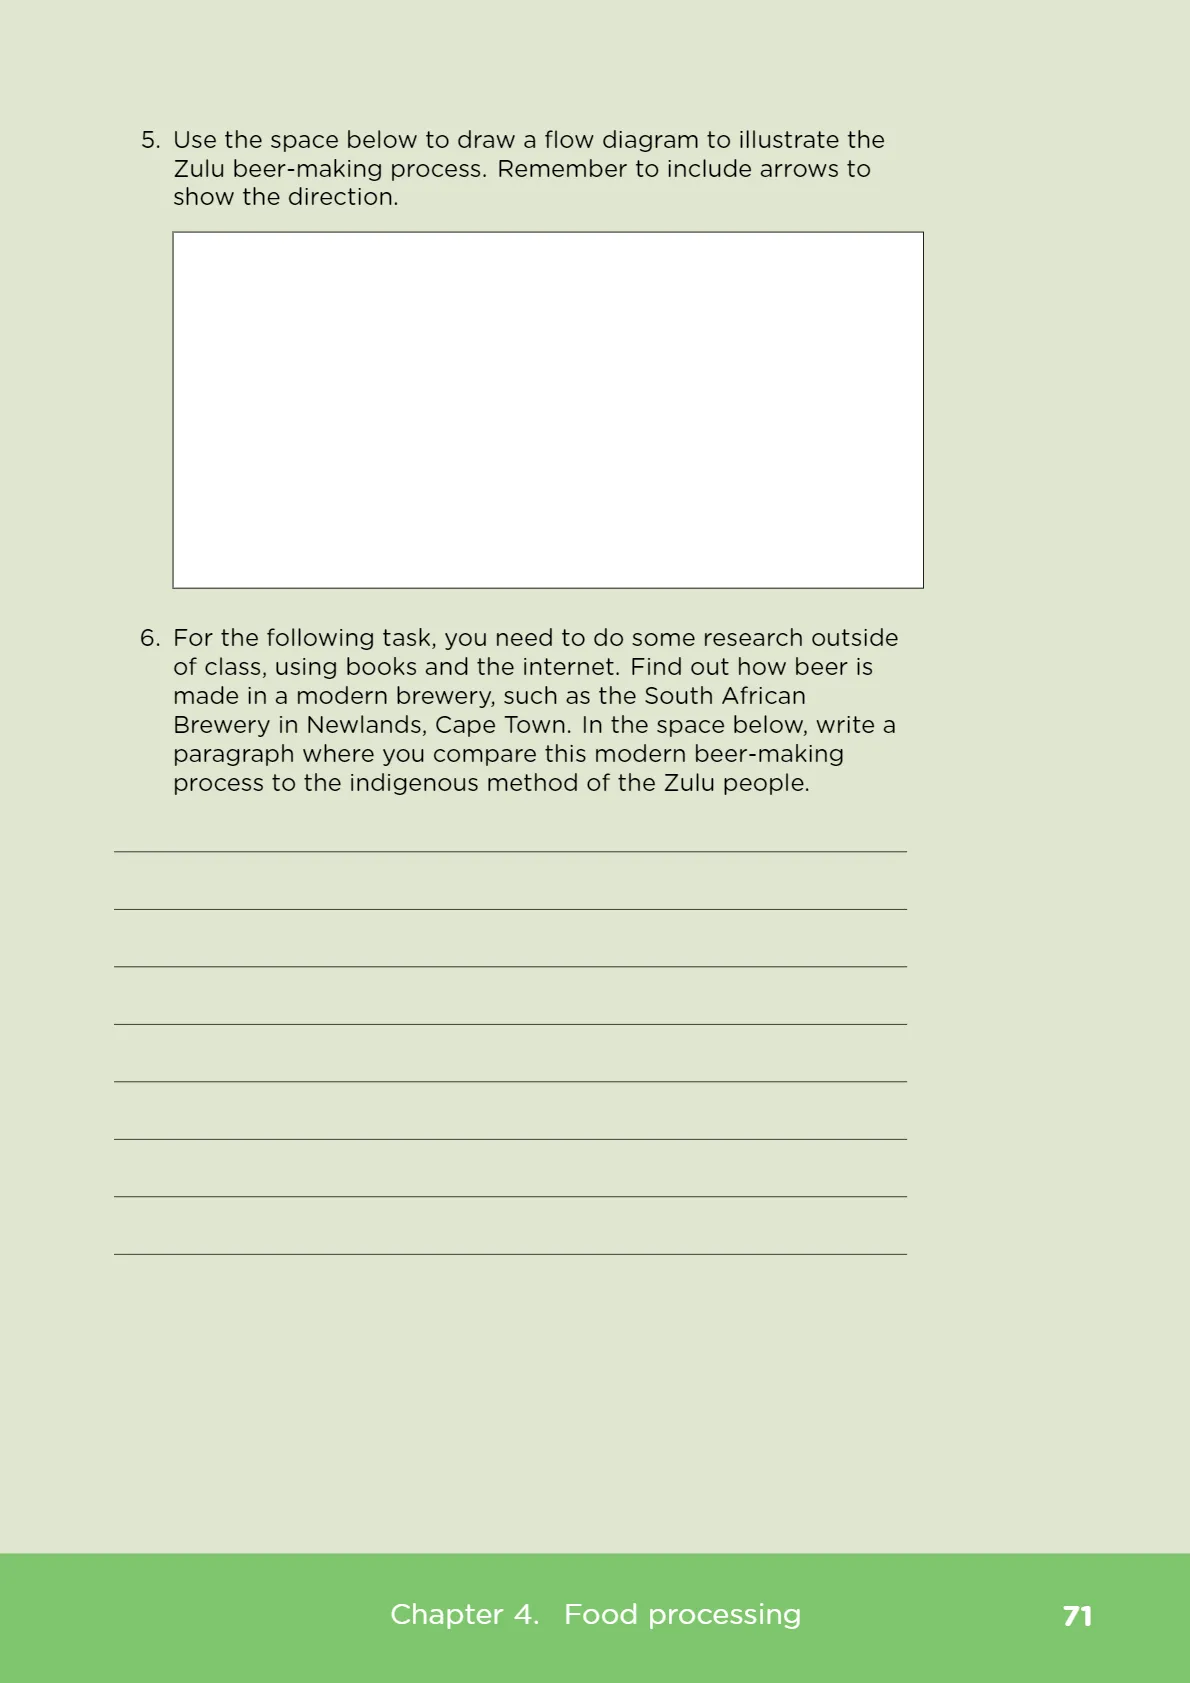 5. Use the space below to draw a flow diagram to illustrate the
Zulu beer-making process. Remember to include arrows to
show the direction.
6. For the following task, you need to do some research outside
of class, using books and the internet. Find out how beer is
made in a modern brewery, such as the South African
Brewery in Newlands, Cape Town. In the space below, write a
paragraph where you compare this modern beer-making
process to the indigenous method of the Zulu people.
Chapter 4. Food processing
71